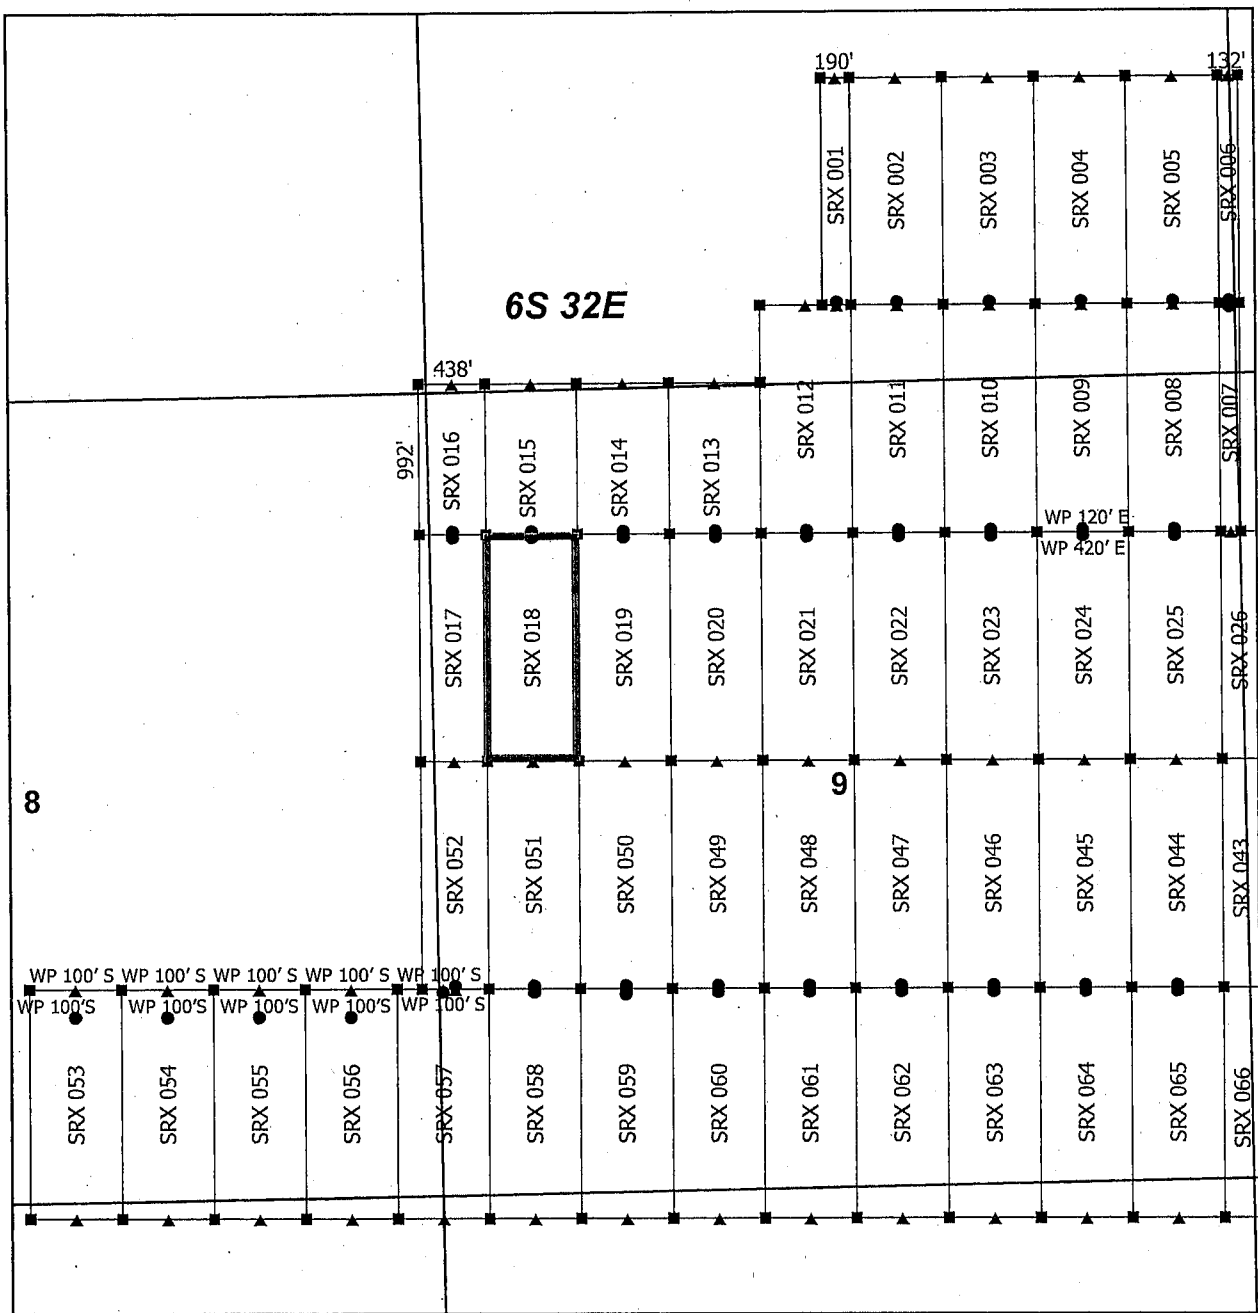 190'
132'
SRX 001
SRX 002
SRX 003
SRX 004
SRX 005
SRX 006
6S 32E
438'
992'
SRX 016
SRX 015
SRX 014
SRX 013
SRX 012
SRX 011
SRX 010
SRX 009
SRX 008
SRX 007
WP 120' E
WP 420' E
SRX 017
SRX 018
SRX 019
SRX 020
SRX 021
SRX 022
SRX 023
SRX 024
SRX 025
SRX 026
8
9
SRX 052
SRX 051
SRX 050
SRX 049
SRX 048
SRX 047
SRX 046
SRX 045
SRX 044
SRX 043
WP 100' S
WP 100' S
WP 100' S
WP 100' S
WP 100' S
WP 100'S
WP 100'S
WP 100'S
WP 100'S
WP 100' S
SRX 053
SRX 054
SRX 055
SRX 056
SRX 057
SRX 058
SRX 059
SRX 060
SRX 061
SRX 062
SRX 063
SRX 064
SRX 065
SRX 066